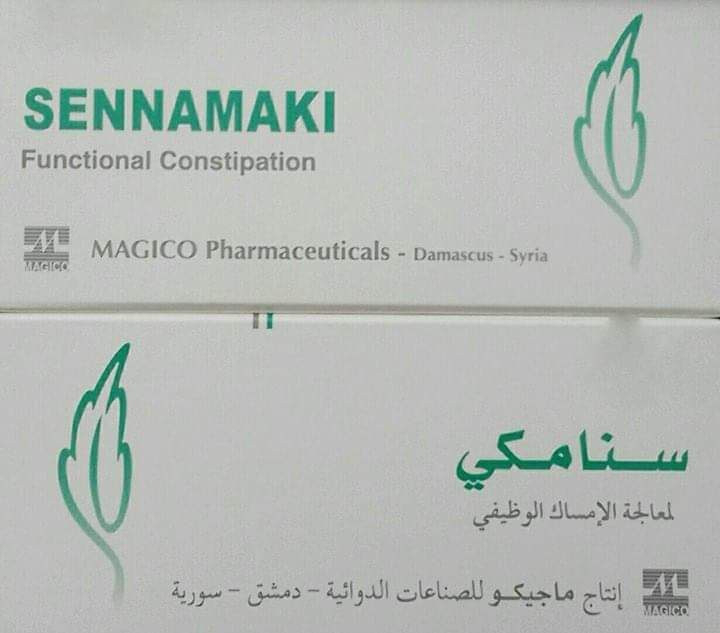 SENNAMAKI
Functional Constipation
MAGICO
MAGICO Pharmaceuticals - Damascus - Syria
سنامكي
لمعالجة الإمساك الوظيفي
إنتاج ماجيكو للصناعات الدوائية - دمشق - سورية
MAGICO